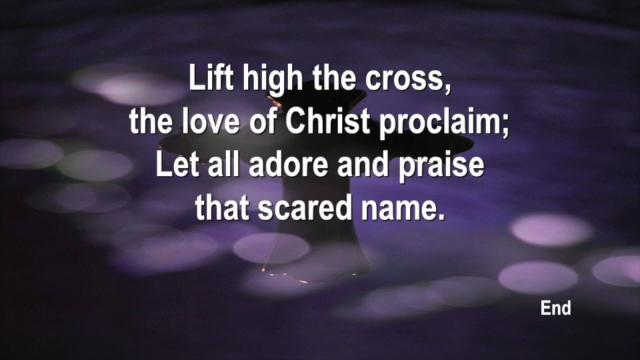 Lift high the cross,
the love of Christ proclaim;
Let all adore and praise
that scared name.
End